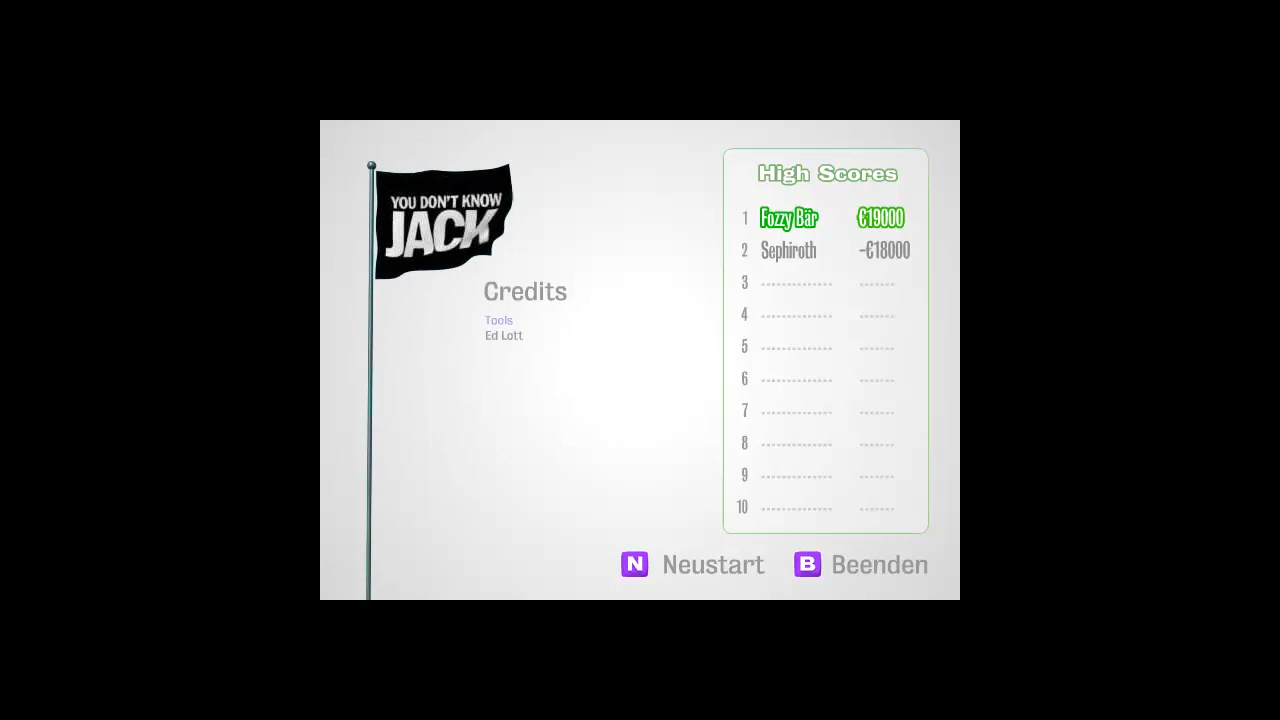 YOU DON'T KNOW
JACK
Credits
Tools
Ed Lott
High Scores
1 Fozzy Bär €19000
2 Sephiroth -€18000
3 -------------- -------
4 -------------- -------
5 -------------- -------
6 -------------- -------
7 -------------- -------
8 -------------- -------
9 -------------- -------
10 -------------- -------
N Neustart B Beenden